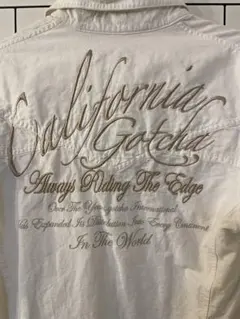 California
Gotcha
Always Riding The Edge
Over The Years gotcha International
Has Expanded Its Distribution Into Every Continent
In The World